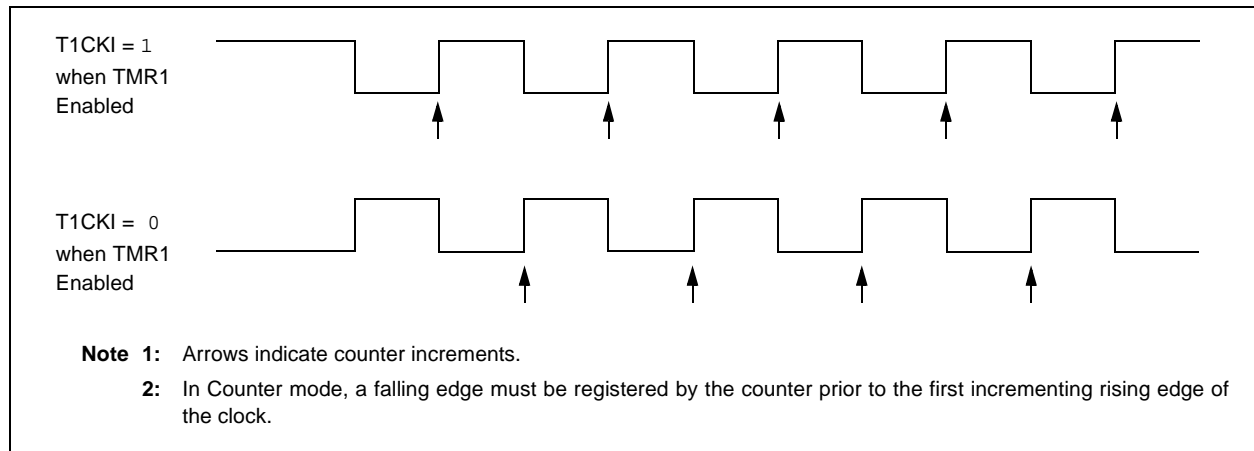 T1CKI = 1
when TMR1
Enabled
T1CKI = 0
when TMR1
Enabled
Note 1: Arrows indicate counter increments.
2: In Counter mode, a falling edge must be registered by the counter prior to the first incrementing rising edge of
the clock.